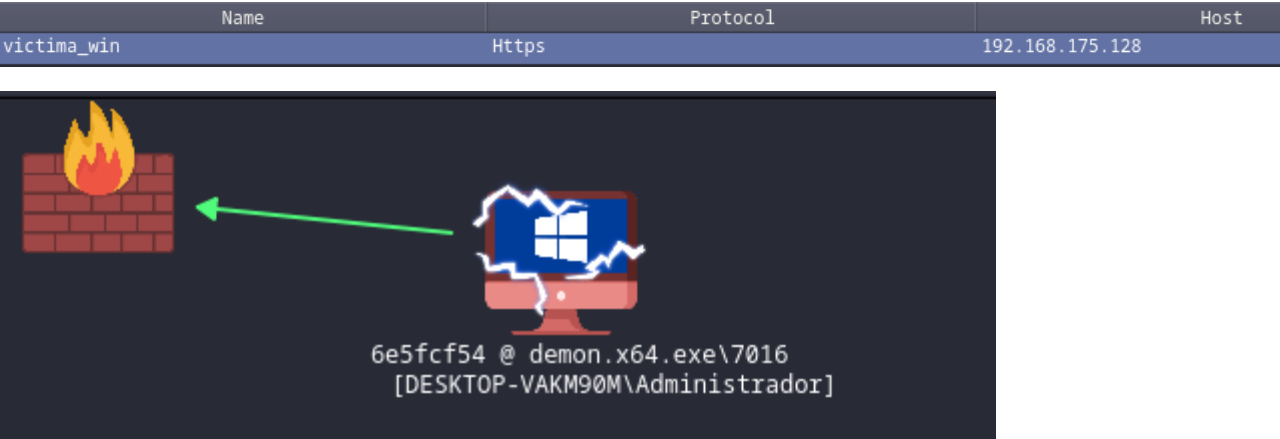 Name Protocol Host
victima_win Https 192.168.175.128
6e5fcf54 @ demon.x64.exe\7016
[DESKTOP-VAKM90M\Administrador]